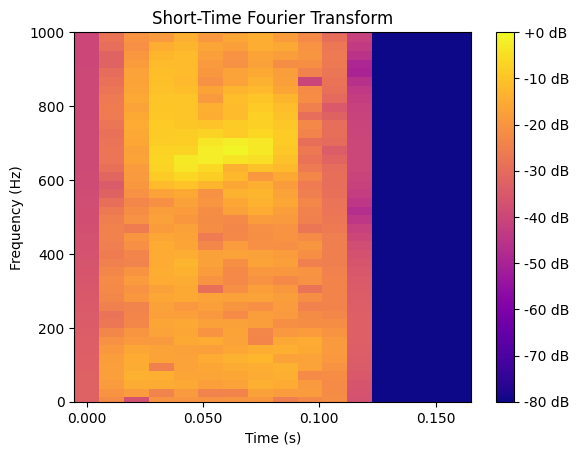 Short-Time Fourier Transform
1000
800
600
400
200
0
Frequency (Hz)
0.000
0.050
0.100
0.150
Time (s)
+0 dB
-10 dB
-20 dB
-30 dB
-40 dB
-50 dB
-60 dB
-70 dB
-80 dB